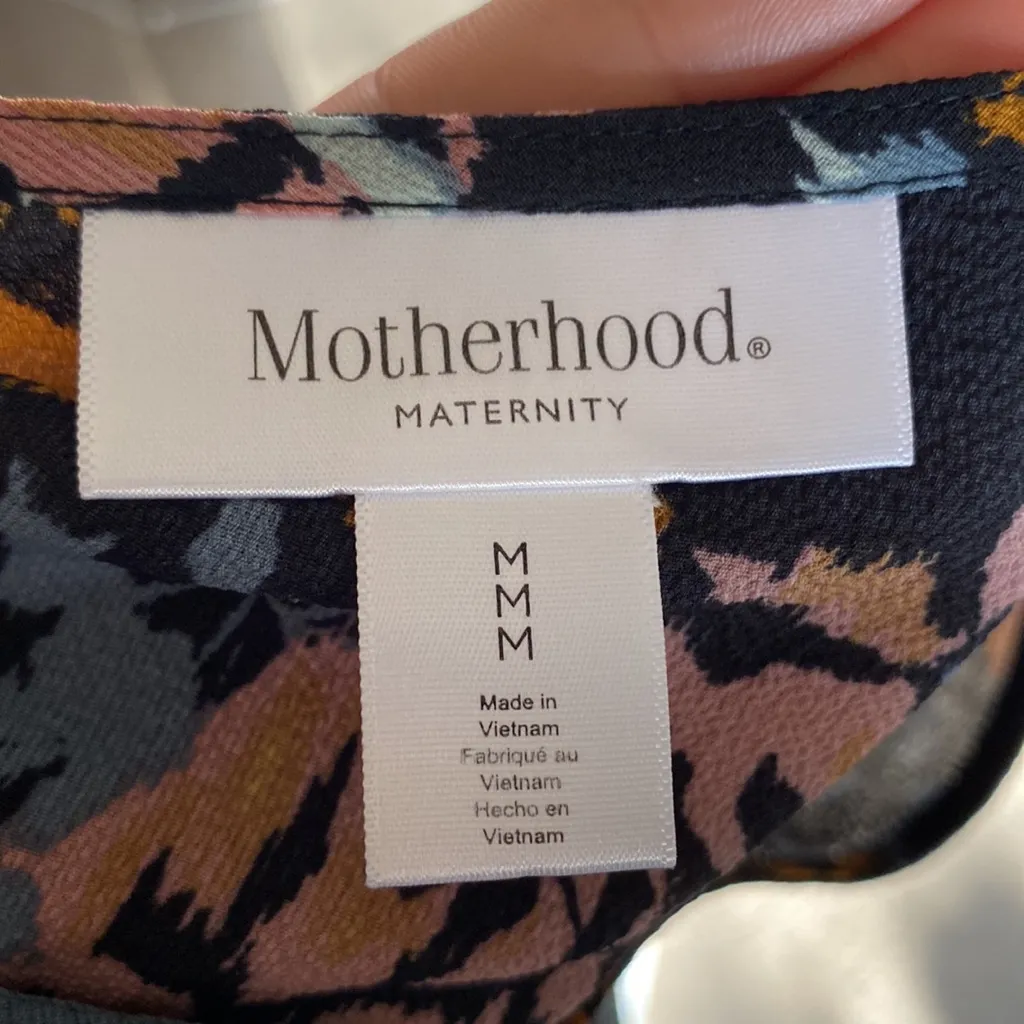 Motherhood®
MATERNITY
M
M
M
Made in
Vietnam
Fabriqué au
Vietnam
Hecho en
Vietnam